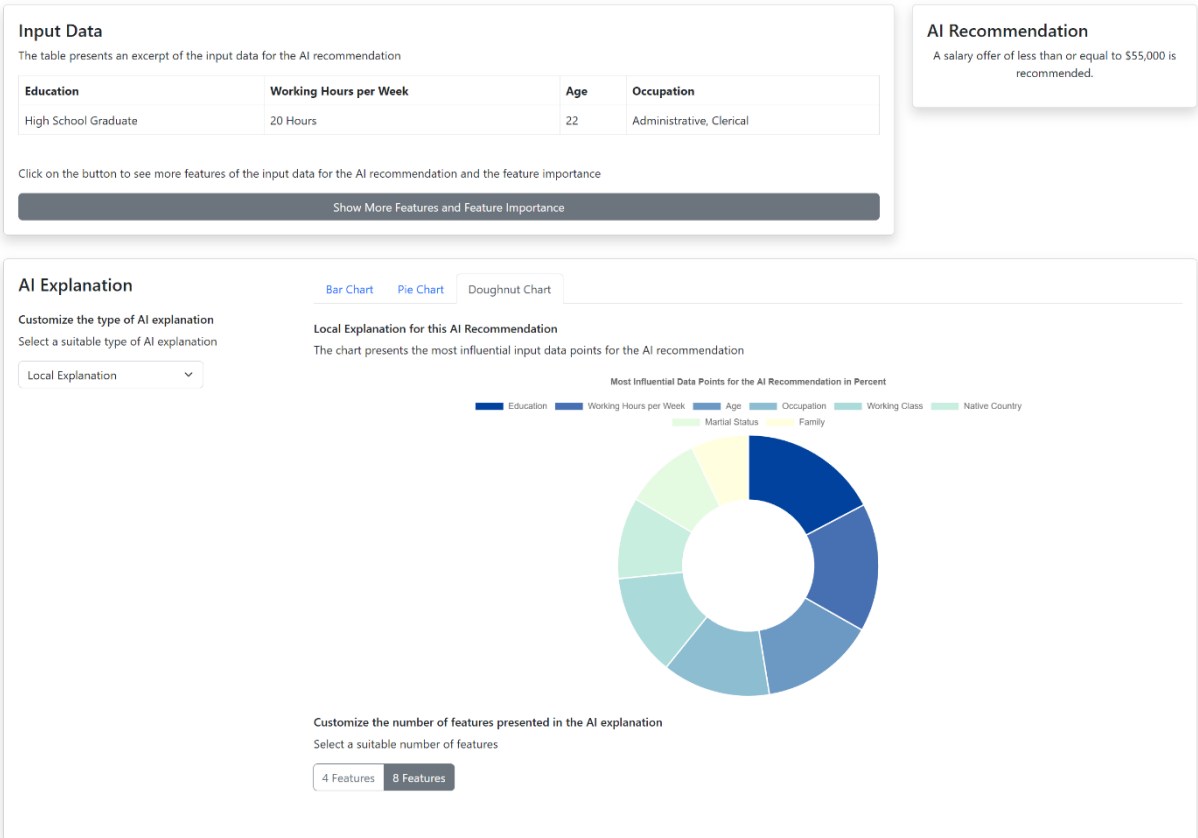 Input Data
The table presents an excerpt of the input data for the AI recommendation
Education Working Hours per Week Age Occupation
High School Graduate 20 Hours 22 Administrative, Clerical
Click on the button to see more features of the input data for the AI recommendation and the feature importance
Show More Features and Feature Importance
AI Recommendation
A salary offer of less than or equal to $55,000 is
recommended.
AI Explanation
Customize the type of AI explanation
Select a suitable type of AI explanation
Local Explanation
Bar Chart Pie Chart Doughnut Chart
Local Explanation for this AI Recommendation
The chart presents the most influential input data points for the AI recommendation
Most Influential Data Points for the AI Recommendation in Percent
Education Working Hours per Week Age Occupation Working Class Native Country
Martial Status Family
Customize the number of features presented in the AI explanation
Select a suitable number of features
4 Features 8 Features